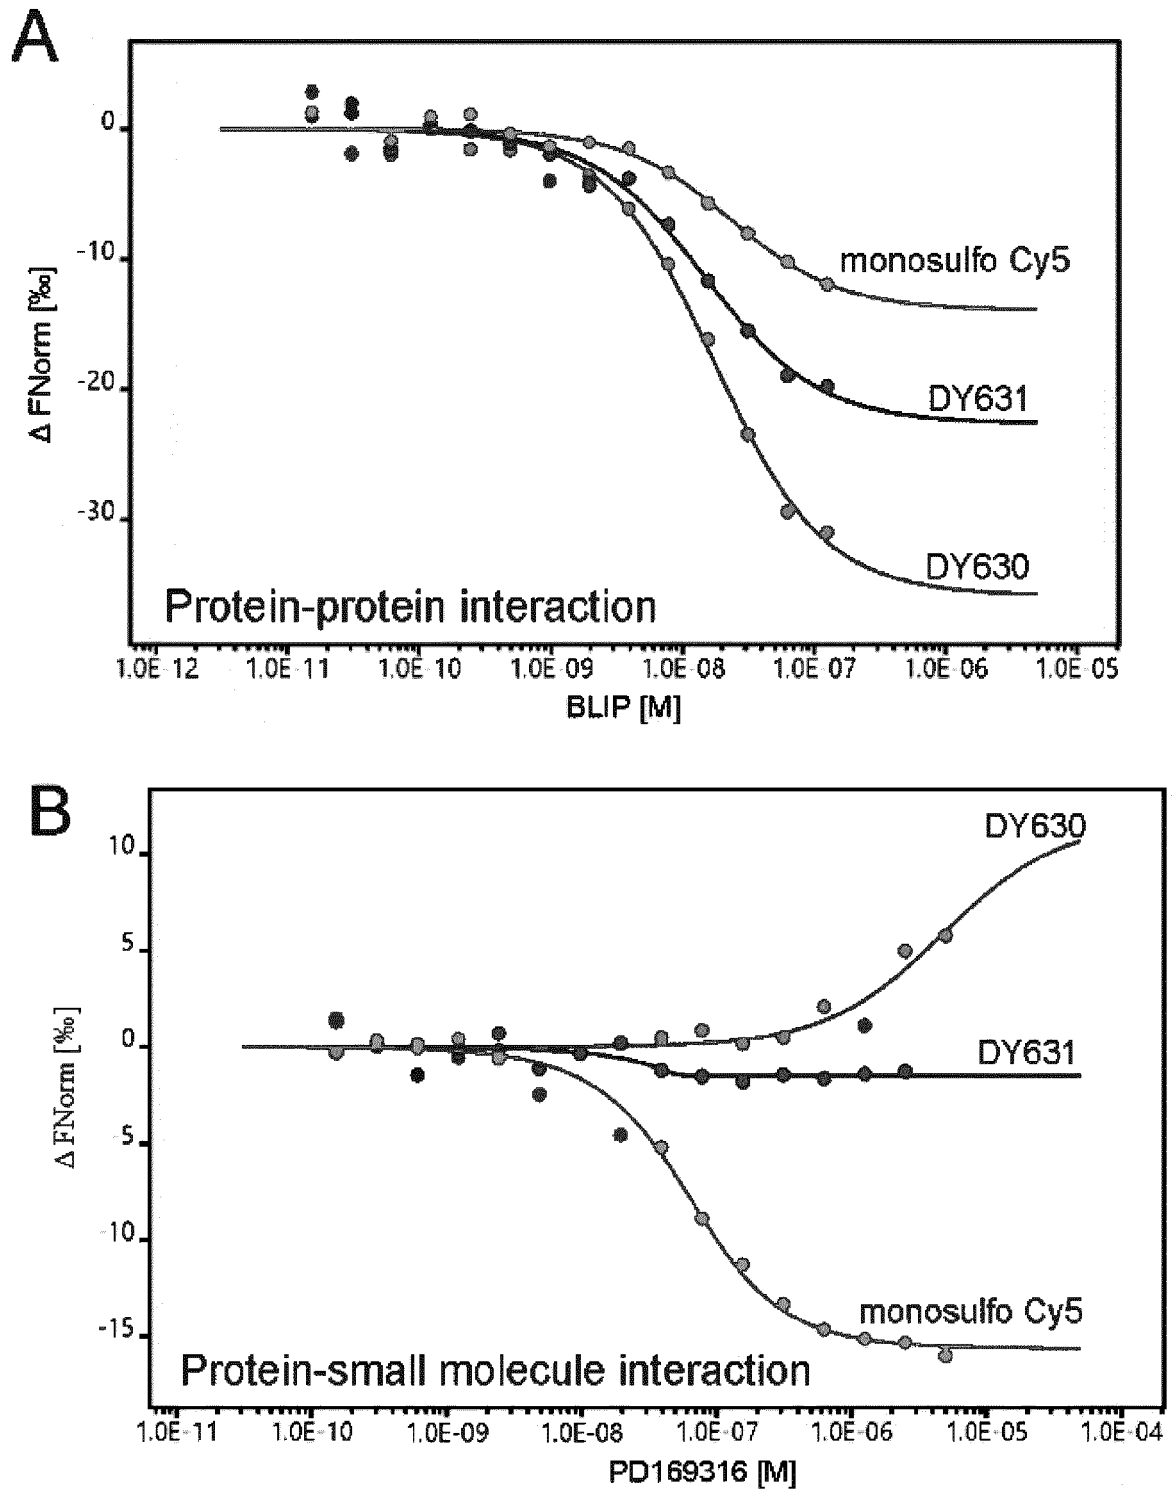 A
0
-10
-20
-30
Δ FNorm [‰]
monosulfo Cy5
DY631
DY630
Protein-protein interaction
1.0E-12 1.0E-11 1.0E-10 1.0E-09 1.0E-08 1.0E-07 1.0E-06 1.0E-05
BLIP [M]
B
10
5
0
-5
-10
-15
Δ FNorm [‰]
DY630
DY631
monosulfo Cy5
Protein-small molecule interaction
1.0E-11 1.0E-10 1.0E-09 1.0E-08 1.0E-07 1.0E-06 1.0E-05 1.0E-04
PD169316 [M]